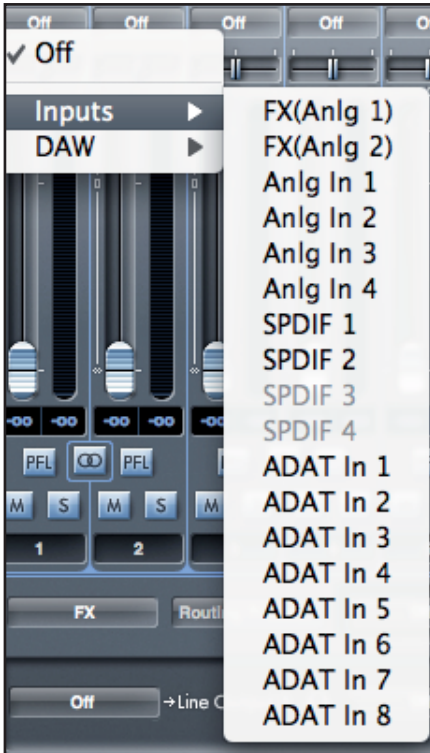 Off Off Off Off
✓ Off
Inputs
DAW
FX(Anlg 1)
FX(Anlg 2)
Anlg In 1
Anlg In 2
Anlg In 3
Anlg In 4
SPDIF 1
SPDIF 2
SPDIF 3
SPDIF 4
ADAT In 1
ADAT In 2
ADAT In 3
ADAT In 4
ADAT In 5
ADAT In 6
ADAT In 7
ADAT In 8
-oo -oo -oo -oo
PFL PFL
M S M S M
1 2
FX
Off